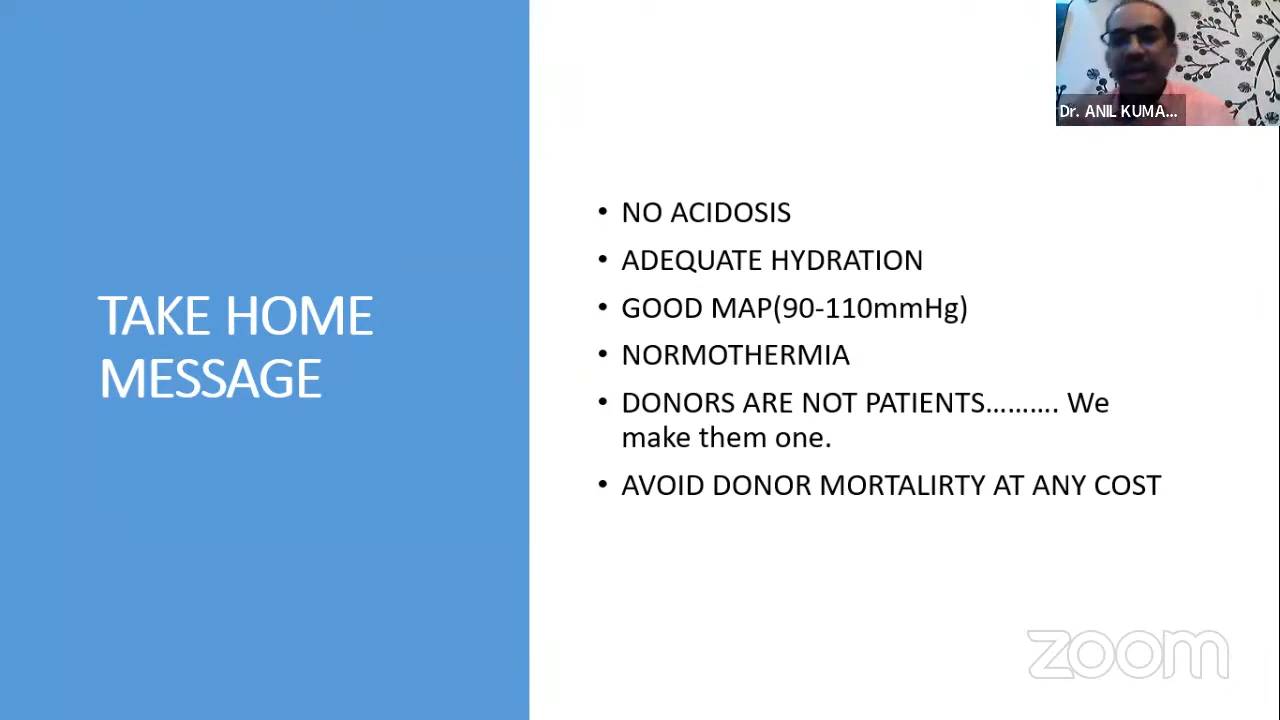 Dr. ANIL KUMA...
TAKE HOME
MESSAGE
• NO ACIDOSIS
• ADEQUATE HYDRATION
• GOOD MAP(90-110mmHg)
• NORMOTHERMIA
• DONORS ARE NOT PATIENTS………. We
make them one.
• AVOID DONOR MORTALIRTY AT ANY COST
zoom